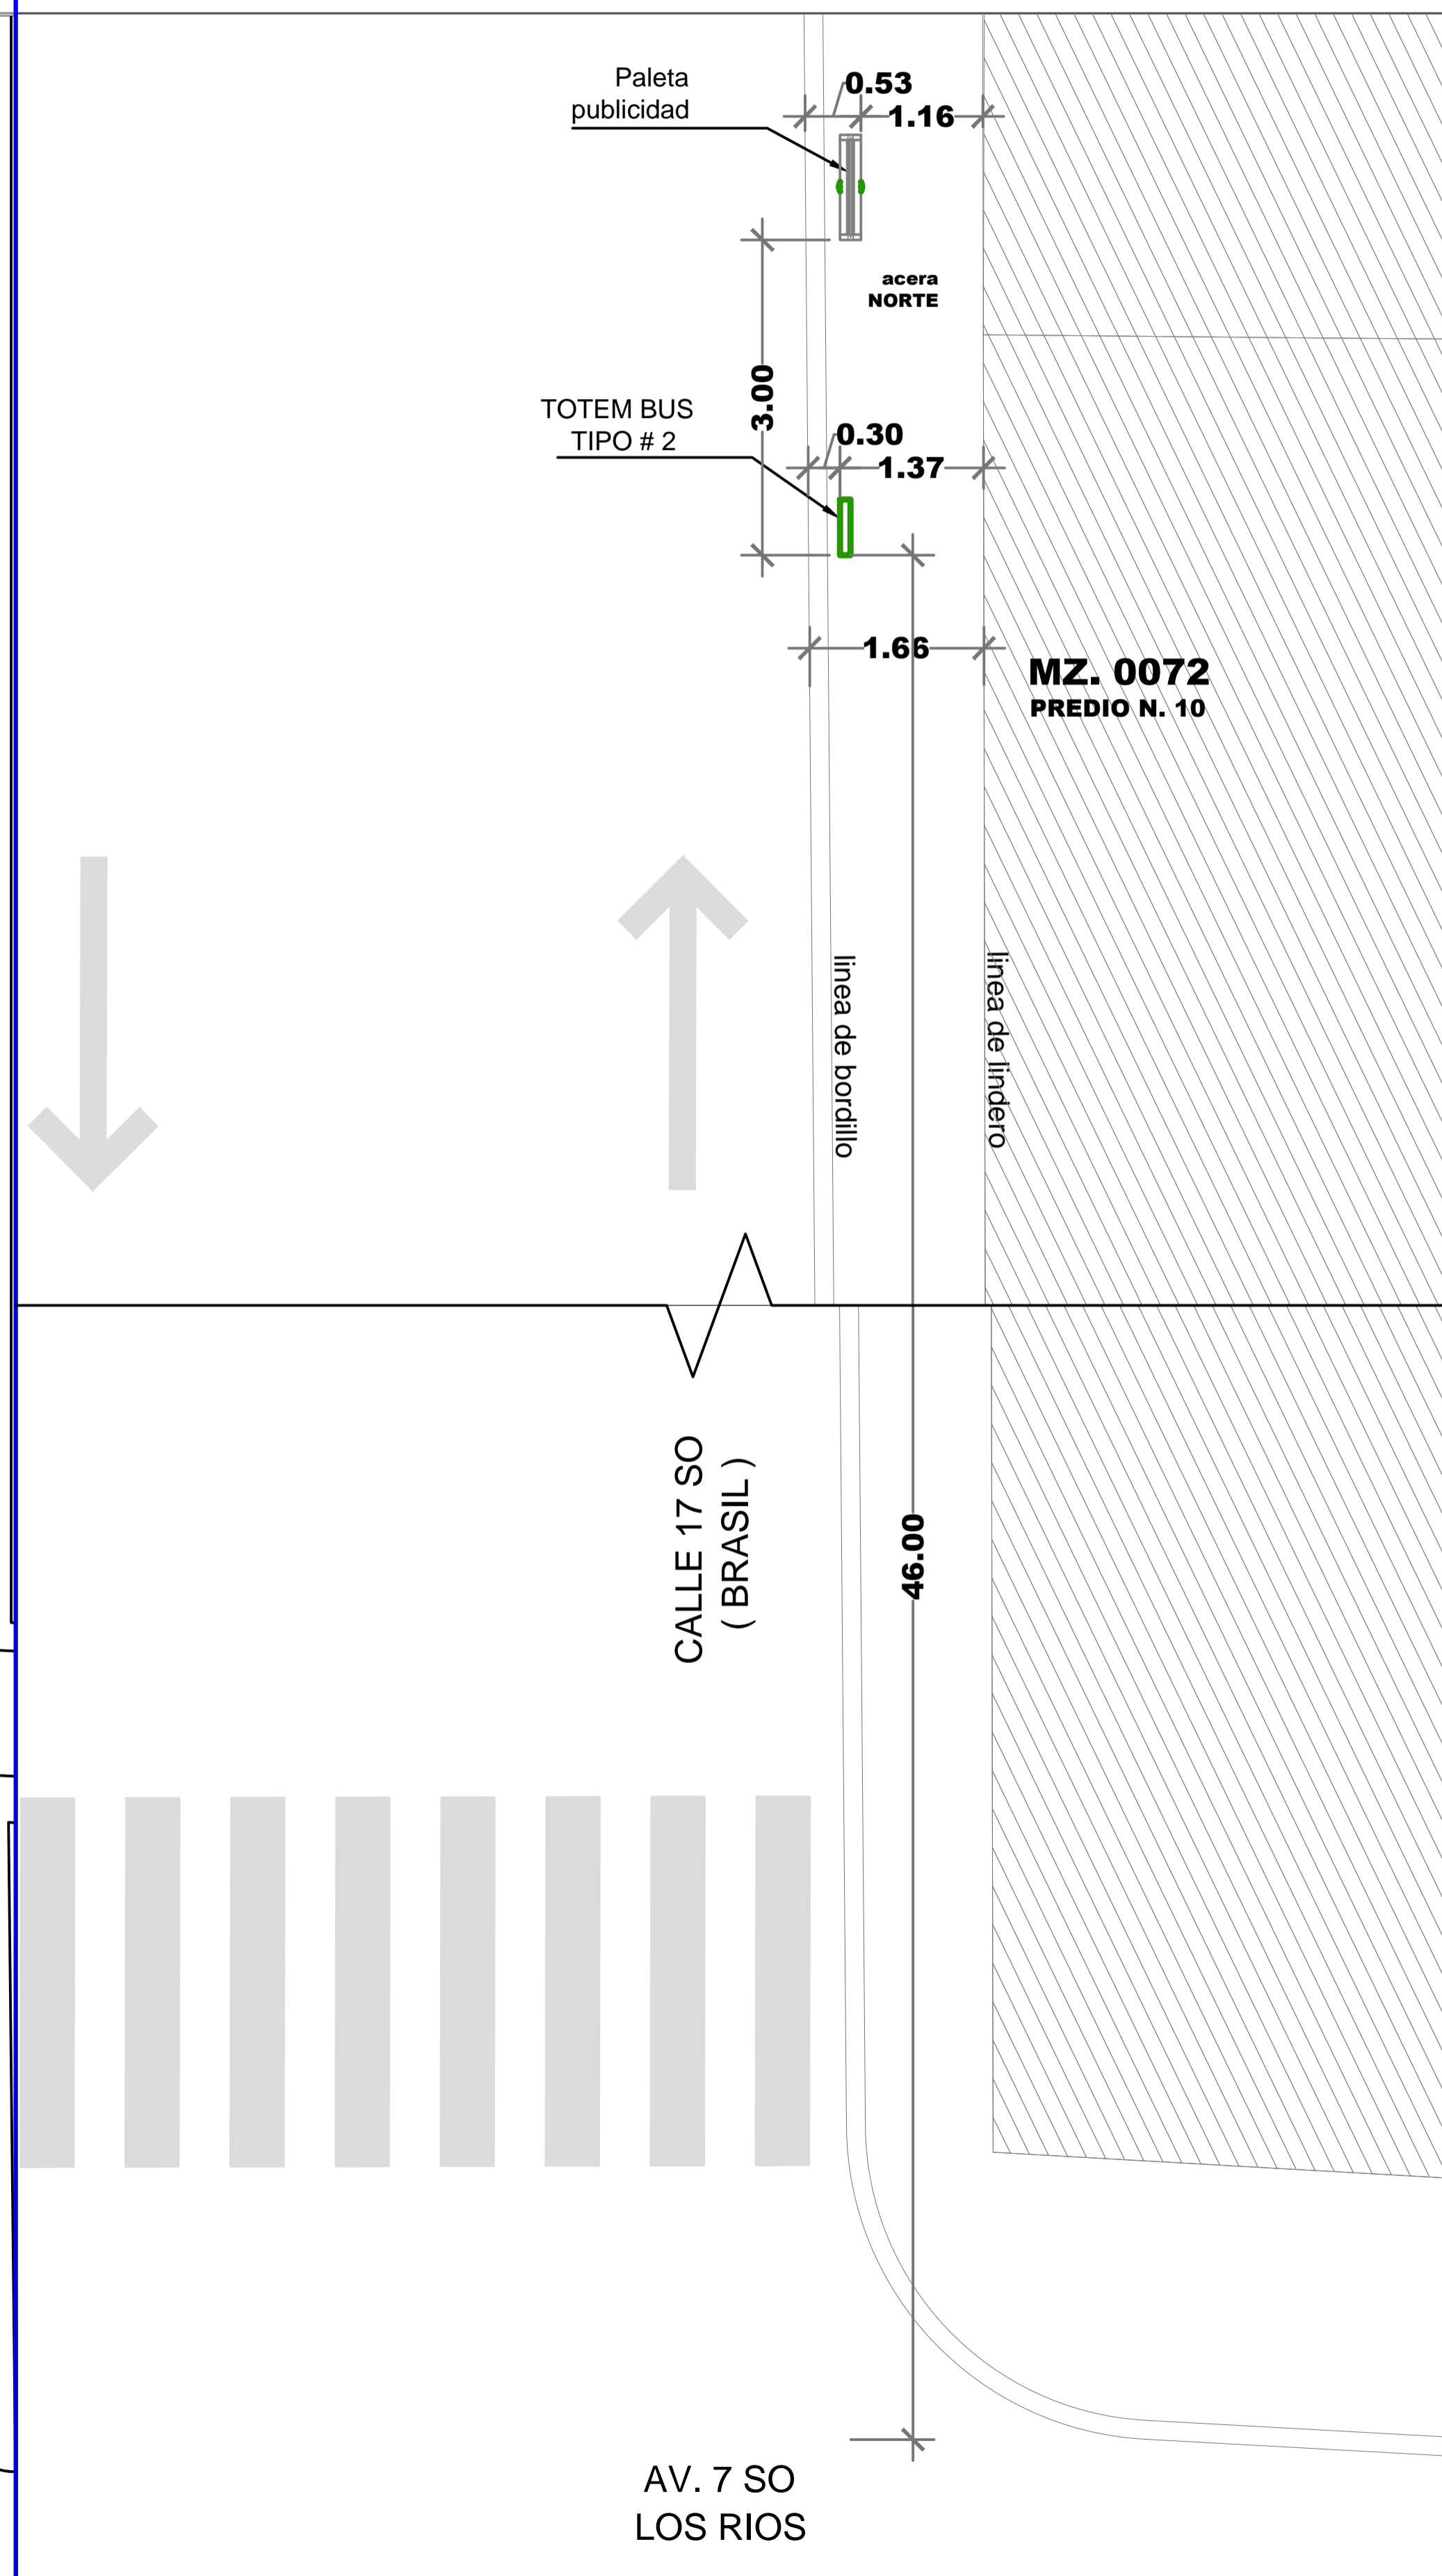 Paleta
publicidad
0.53
1.16
acera
NORTE
3.00
TOTEM BUS
TIPO # 2
0.30
1.37
1.66
MZ. 0072
PREDIO N. 10
linea de bordillo
linea de lindero
CALLE 17 SO
( BRASIL )
46.00
AV. 7 SO
LOS RIOS